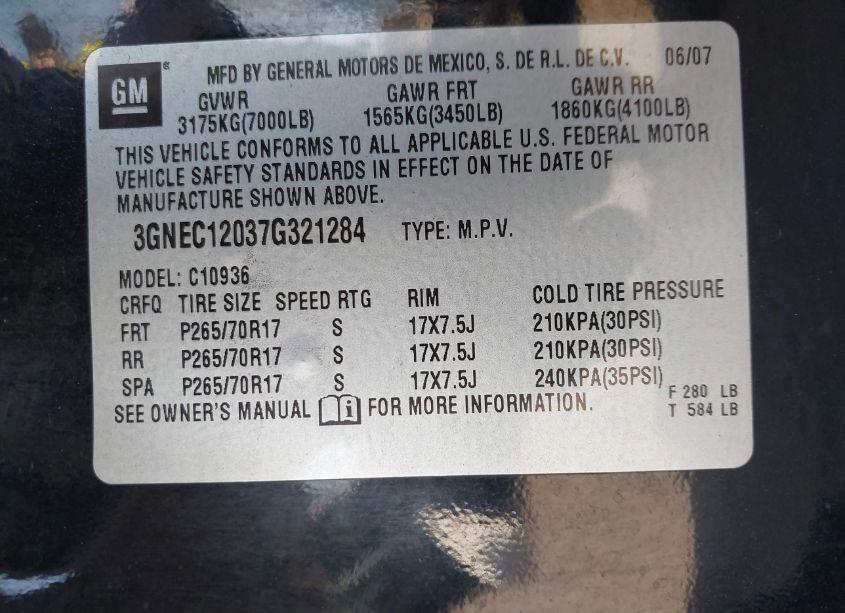 GM ® MFD BY GENERAL MOTORS DE MEXICO, S. DE R.L. DE C.V. 06/07
GVWR GAWR FRT GAWR RR
3175KG(7000LB) 1565KG(3450LB) 1860KG(4100LB)
THIS VEHICLE CONFORMS TO ALL APPLICABLE U.S. FEDERAL MOTOR
VEHICLE SAFETY STANDARDS IN EFFECT ON THE DATE OF
MANUFACTURE SHOWN ABOVE.
3GNEC12037G321284 TYPE: M.P.V.
MODEL: C10936
CRFQ TIRE SIZE SPEED RTG RIM COLD TIRE PRESSURE
FRT P265/70R17 S 17X7.5J 210KPA(30PSI)
RR P265/70R17 S 17X7.5J 210KPA(30PSI)
SPA P265/70R17 S 17X7.5J 240KPA(35PSI)
F 280 LB
SEE OWNER'S MANUAL FOR MORE INFORMATION.
T 584 LB